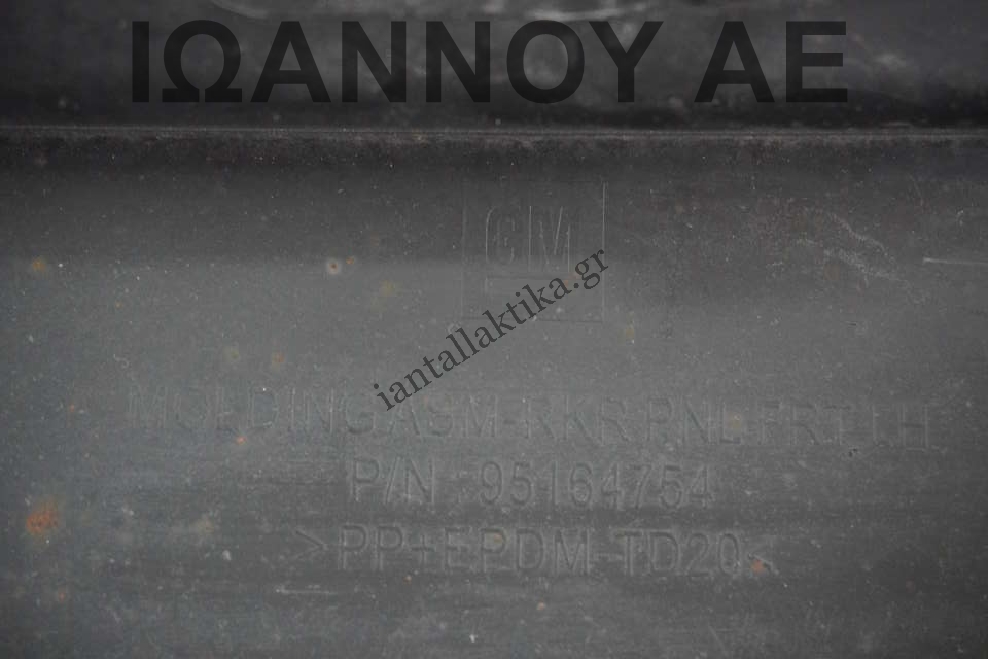 ΙΩΑΝΝΟΥ ΑΕ
GM
iantallaktika.gr
MOLDING ASM-RKR PNL FRT LH
P/N 95164754
>PP+EPDM-TD20<